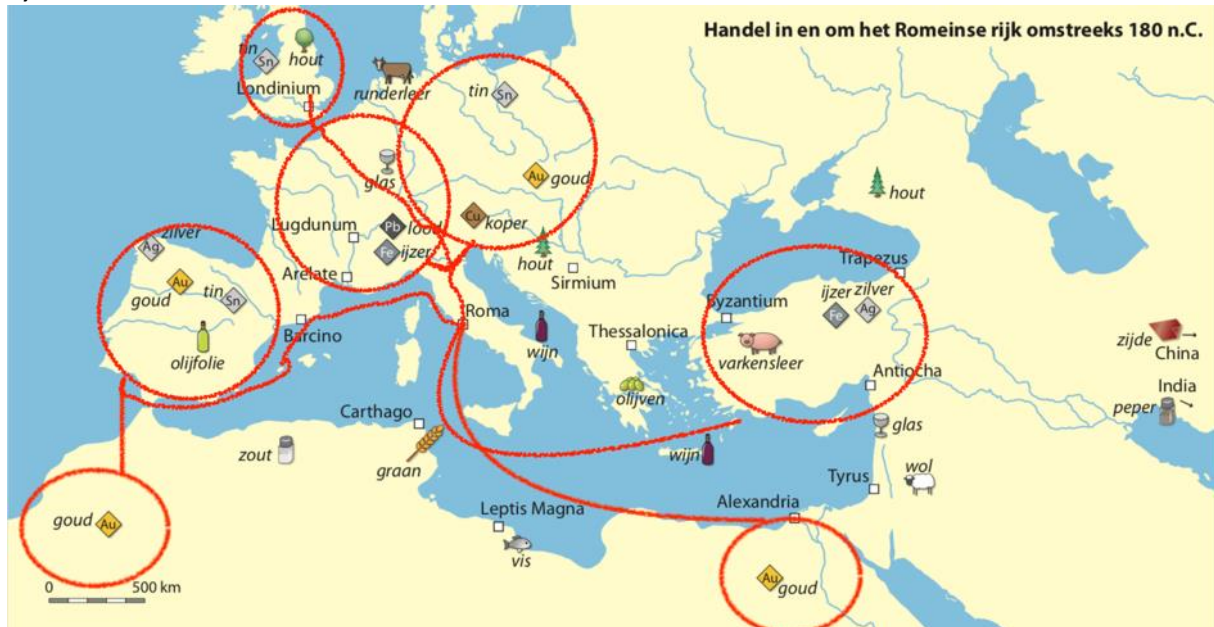 Handel in en om het Romeinse rijk omstreeks 180 n.C.
tin
Sn
hout
Londinium
runderleer
tin
Sn
glas
Au
goud
hout
Lugdunum
Pb
lood
Cu
koper
zilver
Ag
Fe
ijzer
hout
Arelate
Sirmium
Trapezus
goud
Au
tin
Sn
Roma
Byzantium
ijzer
zilver
Fe
Ag
Barcino
olijfolie
wijn
Thessalonica
varkensleer
zijde
China
Antiochia
India
olijven
peper
Carthago
glas
zout
graan
wijn
Tyrus
wol
Leptis Magna
Alexandria
goud
Au
vis
Au
goud
0
500 km